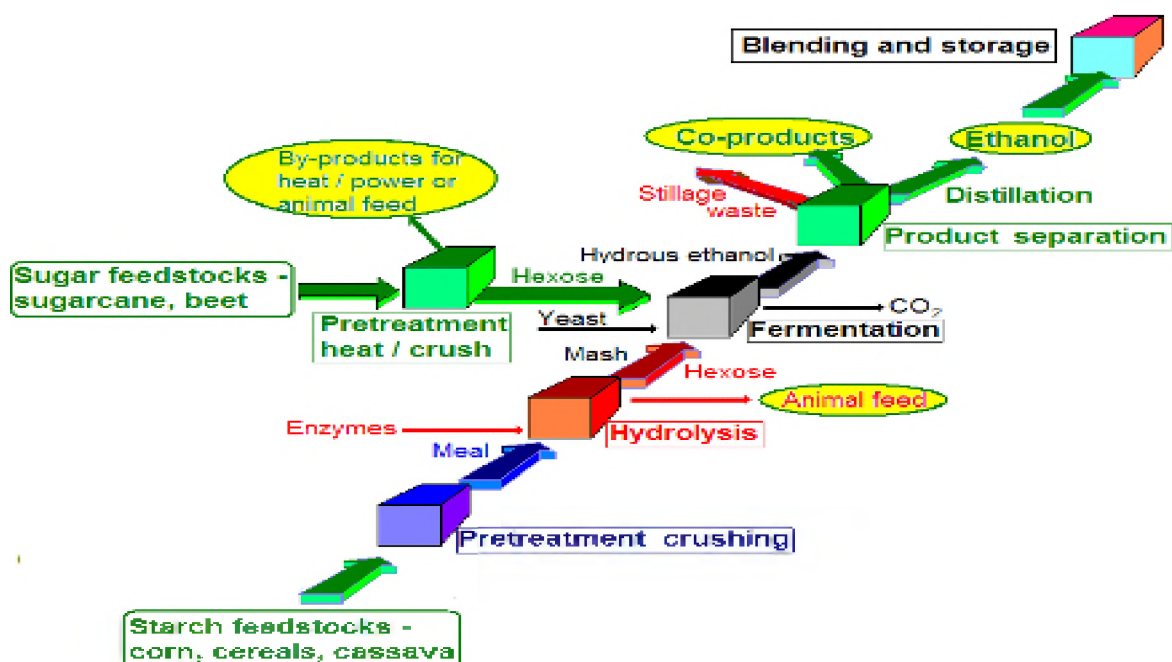 Blending and storage
Co-products
Ethanol
By-products for
heat / power or
animal feed
Stillage
waste
Distillation
Product separation
Hydrous ethanol
Sugar feedstocks -
sugarcane, beet
Hexose
Pretreatment
heat / crush
Yeast
CO₂
Fermentation
Mash
Hexose
Animal feed
Enzymes
Hydrolysis
Meal
Pretreatment crushing
Starch feedstocks -
corn, cereals, cassava